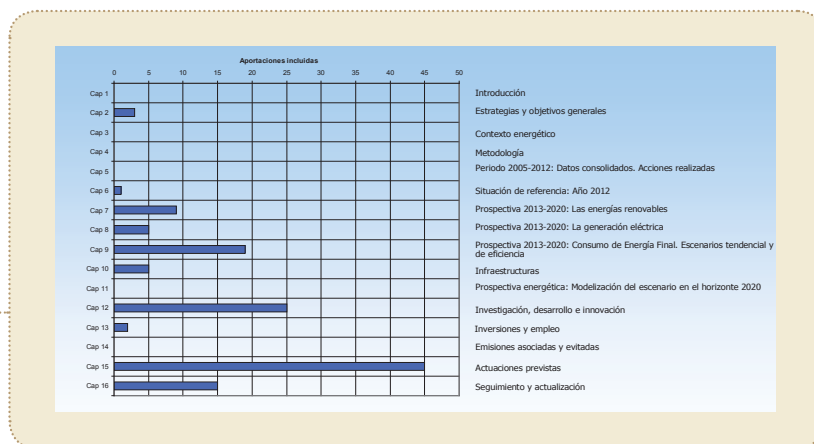 Aportaciones incluidas
0 5 10 15 20 25 30 35 40 45 50
Cap 1 Introducción
Cap 2 Estrategias y objetivos generales
Cap 3 Contexto energético
Cap 4 Metodología
Cap 5 Periodo 2005-2012: Datos consolidados. Acciones realizadas
Cap 6 Situación de referencia: Año 2012
Cap 7 Prospectiva 2013-2020: Las energías renovables
Cap 8 Prospectiva 2013-2020: La generación eléctrica
Cap 9 Prospectiva 2013-2020: Consumo de Energía Final. Escenarios tendencial y
de eficiencia
Cap 10 Infraestructuras
Cap 11 Prospectiva energética: Modelización del escenario en el horizonte 2020
Cap 12 Investigación, desarrollo e innovación
Cap 13 Inversiones y empleo
Cap 14 Emisiones asociadas y evitadas
Cap 15 Actuaciones previstas
Cap 16 Seguimiento y actualización